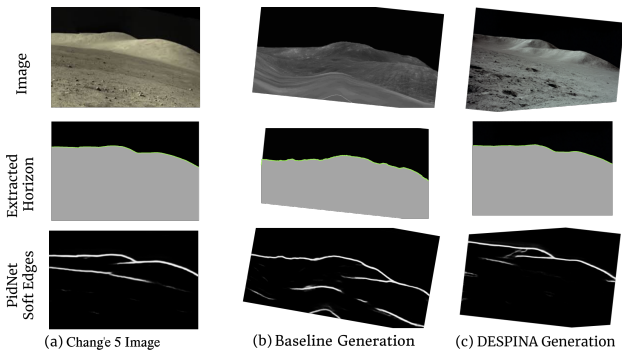 Image
Extracted
Horizon
PidNet
Soft Edges
(a) Chang'e 5 Image
(b) Baseline Generation
(c) DESPINA Generation